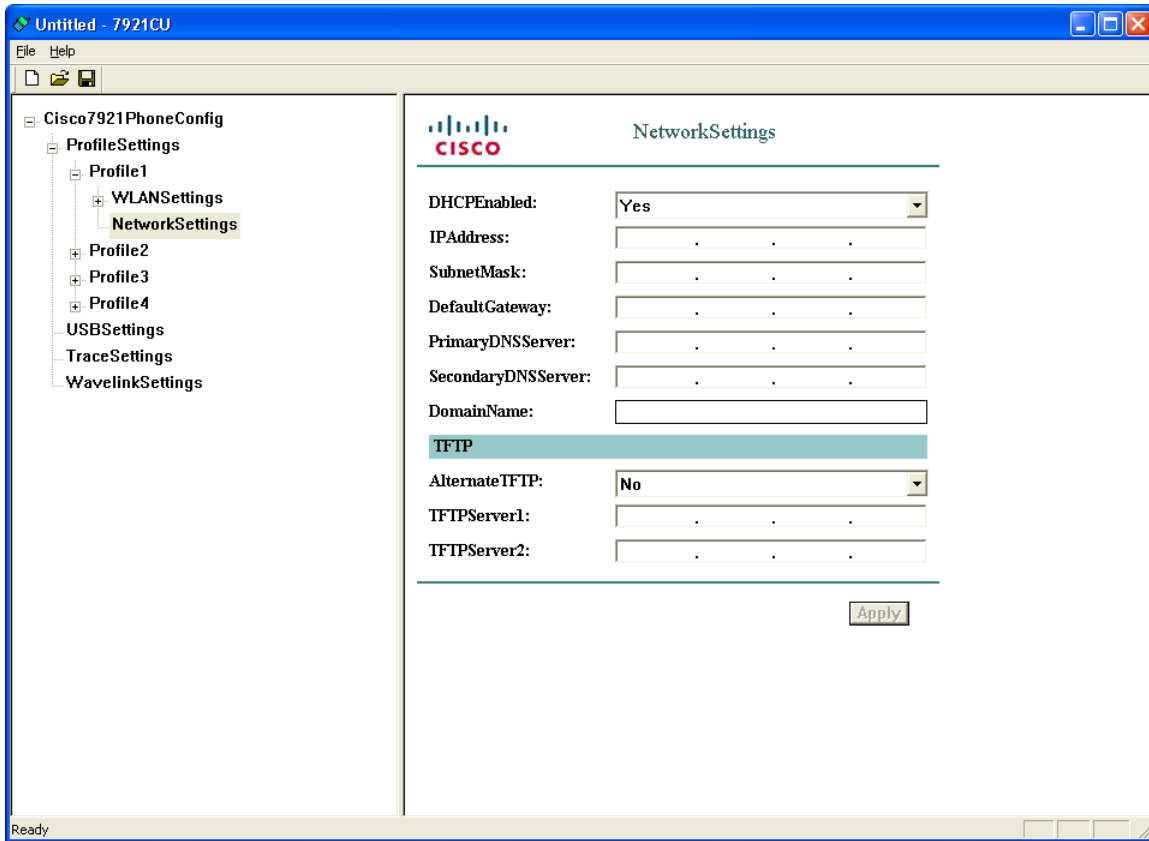 Untitled - 7921CU
File Help
Cisco7921PhoneConfig
ProfileSettings
Profile1
WLANSettings
NetworkSettings
Profile2
Profile3
Profile4
USBSettings
TraceSettings
WavelinkSettings
CISCO
NetworkSettings
DHCPEnabled: Yes
IPAddress: . . .
SubnetMask: . . .
DefaultGateway: . . .
PrimaryDNSServer: . . .
SecondaryDNSServer: . . .
DomainName:
TFTP
AlternateTFTP: No
TFTPServer1: . . .
TFTPServer2: . . .
Apply
Ready